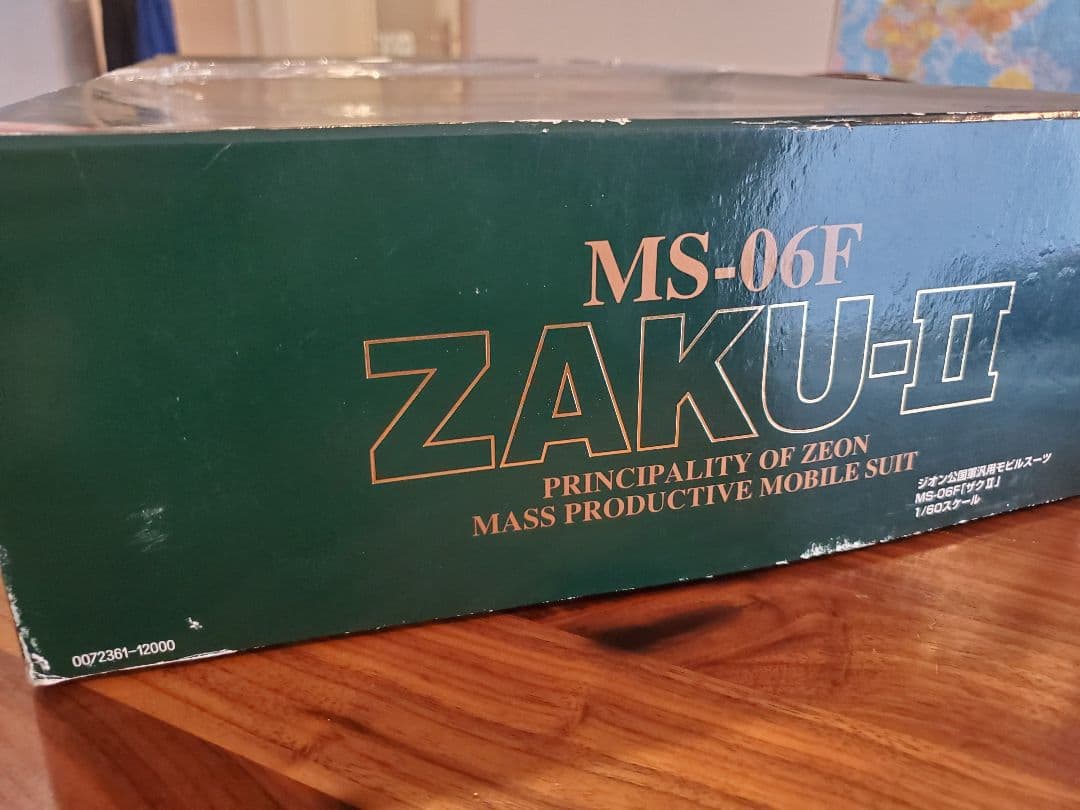 MS-06F
ZAKU-II
PRINCIPALITY OF ZEON
MASS PRODUCTIVE MOBILE SUIT
ジオン公国軍汎用モビルスーツ
MS-06F「ザクⅡ」
1/60スケール
0072361-12000